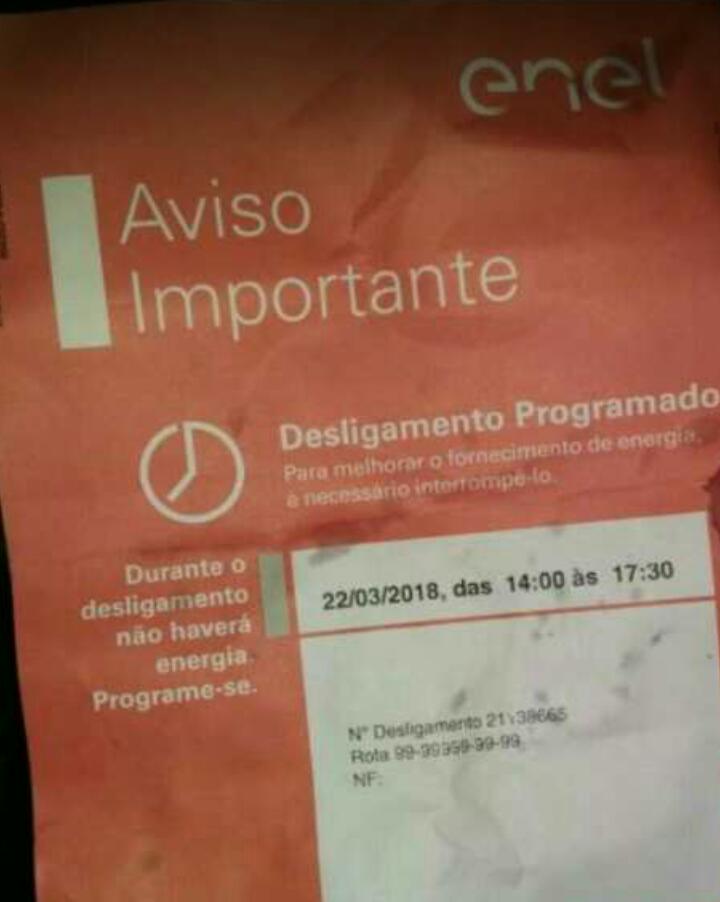 enel
Aviso
Importante
Desligamento Programado
Para melhorar o fornecimento de energia,
é necessário interrompê-lo.
Durante o
desligamento
não haverá
energia.
Programe-se.
22/03/2018, das 14:00 às 17:30
Nº Desligamento
Rota 99-99999-99-99
NF: